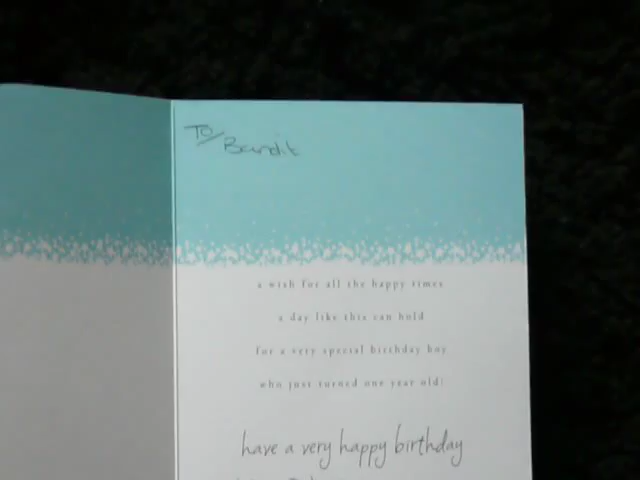 To/
Bandit
a wish for all the happy times
a day like this can hold
for a very special birthday boy
who just turned one year old!
have a very happy birthday